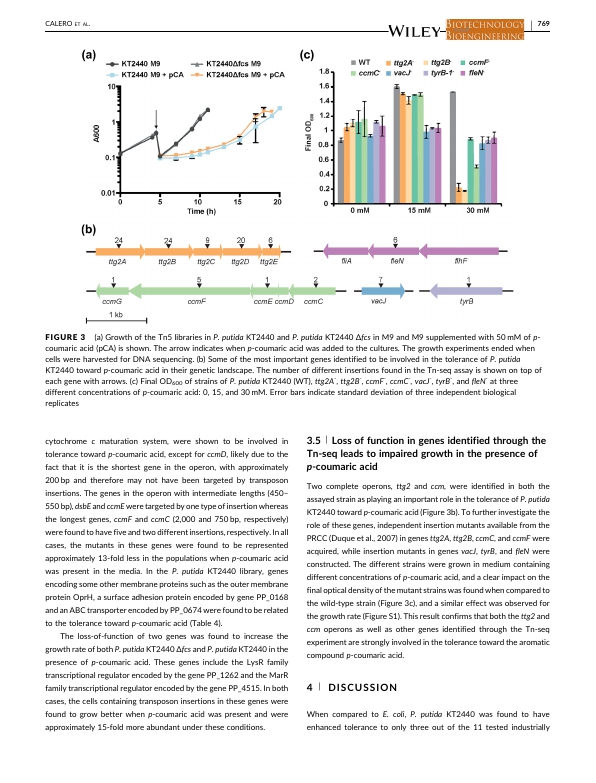 CALERO ET AL.
WILEY
BIOTECHNOLOGY
BIOENGINEERING
769
(a)
KT2440 M9
KT2440Δfcs M9
KT2440 M9 + pCA
KT2440Δfcs M9 + pCA
10
1
0.1
0.01
A600
0
5
10
15
20
Time (h)
(c)
WT
ttg2A-
ttg2B-
ccmF-
ccmC-
vacJ-
tyrB-1-
fleN-
1.8
1.6
1.4
1.2
1
0.8
0.6
0.4
0.2
0
Final OD600
0 mM
15 mM
30 mM
(b)
24
24
9
20
6
ttg2A
ttg2B
ttg2C
ttg2D
ttg2E
6
fliA
fleN
flhF
1
5
1
2
ccmG
ccmF
ccmE ccmD
ccmC
7
vacJ
1
tyrB
1 kb
FIGURE 3 (a) Growth of the Tn5 libraries in P. putida KT2440 and P. putida KT2440 Δfcs in M9 and M9 supplemented with 50 mM of p-
coumaric acid (pCA) is shown. The arrow indicates when p-coumaric acid was added to the cultures. The growth experiments ended when
cells were harvested for DNA sequencing. (b) Some of the most important genes identified to be involved in the tolerance of P. putida
KT2440 toward p-coumaric acid in their genetic landscape. The number of different insertions found in the Tn-seq assay is shown on top of
each gene with arrows. (c) Final OD600 of strains of P. putida KT2440 (WT), ttg2A-, ttg2B-, ccmF-, ccmC-, vacJ-, tyrB-, and fleN- at three
different concentrations of p-coumaric acid: 0, 15, and 30 mM. Error bars indicate standard deviation of three independent biological
replicates
cytochrome c maturation system, were shown to be involved in
tolerance toward p-coumaric acid, except for ccmD, likely due to the
fact that it is the shortest gene in the operon, with approximately
200 bp and therefore may not have been targeted by transposon
insertions. The genes in the operon with intermediate lengths (450–
550 bp), dsbE and ccmE were targeted by one type of insertion whereas
the longest genes, ccmF and ccmC (2,000 and 750 bp, respectively)
were found to have five and two different insertions, respectively. In all
cases, the mutants in these genes were found to be represented
approximately 13-fold less in the populations when p-coumaric acid
was present in the media. In the P. putida KT2440 library, genes
encoding some other membrane proteins such as the outer membrane
protein OprH, a surface adhesion protein encoded by gene PP_0168
and an ABC transporter encoded by PP_0674 were found to be related
to the tolerance toward p-coumaric acid (Table 4).
The loss-of-function of two genes was found to increase the
growth rate of both P. putida KT2440 Δfcs and P. putida KT2440 in the
presence of p-coumaric acid. These genes include the LysR family
transcriptional regulator encoded by the gene PP_1262 and the MarR
family transcriptional regulator encoded by the gene PP_4515. In both
cases, the cells containing transposon insertions in these genes were
found to grow better when p-coumaric acid was present and were
approximately 15-fold more abundant under these conditions.
3.5 | Loss of function in genes identified through the
Tn-seq leads to impaired growth in the presence of
p-coumaric acid
Two complete operons, ttg2 and ccm, were identified in both the
assayed strain as playing an important role in the tolerance of P. putida
KT2440 toward p-coumaric acid (Figure 3b). To further investigate the
role of these genes, independent insertion mutants available from the
PRCC (Duque et al., 2007) in genes ttg2A, ttg2B, ccmC, and ccmF were
acquired, while insertion mutants in genes vacJ, tyrB, and fleN were
constructed. The different strains were grown in medium containing
different concentrations of p-coumaric acid, and a clear impact on the
final optical density of the mutant strains was found when compared to
the wild-type strain (Figure 3c), and a similar effect was observed for
the growth rate (Figure S1). This result confirms that both the ttg2 and
ccm operons as well as other genes identified through the Tn-seq
experiment are strongly involved in the tolerance toward the aromatic
compound p-coumaric acid.
4 | DISCUSSION
When compared to E. coli, P. putida KT2440 was found to have
enhanced tolerance to only three out of the 11 tested industrially